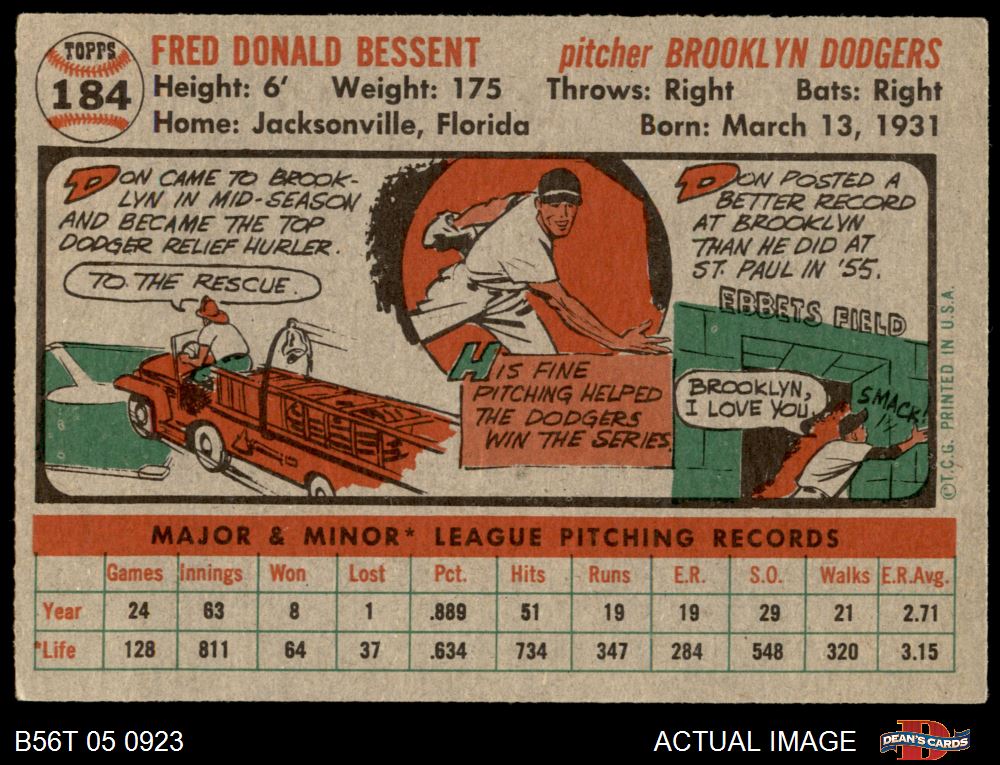 TOPPS
184
FRED DONALD BESSENT
pitcher BROOKLYN DODGERS
Height: 6' Weight: 175 Throws: Right Bats: Right
Home: Jacksonville, Florida Born: March 13, 1931
DON CAME TO BROOK-
LYN IN MID-SEASON
AND BECAME THE TOP
DODGER RELIEF HURLER.
TO THE RESCUE.
HIS FINE
PITCHING HELPED
THE DODGERS
WIN THE SERIES.
DON POSTED A
BETTER RECORD
AT BROOKLYN
THAN HE DID AT
ST. PAUL IN '55.
EBBETS FIELD
BROOKLYN,
I LOVE YOU.
SMACK!
©T.C.G. PRINTED IN U.S.A.
MAJOR & MINOR* LEAGUE PITCHING RECORDS
Games Innings Won Lost Pct. Hits Runs E.R. S.O. Walks E.R.Avg.
Year 24 63 8 1 .889 51 19 19 29 21 2.71
*Life 128 811 64 37 .634 734 347 284 548 320 3.15
B56T 05 0923
ACTUAL IMAGE
DEAN'S CARDS